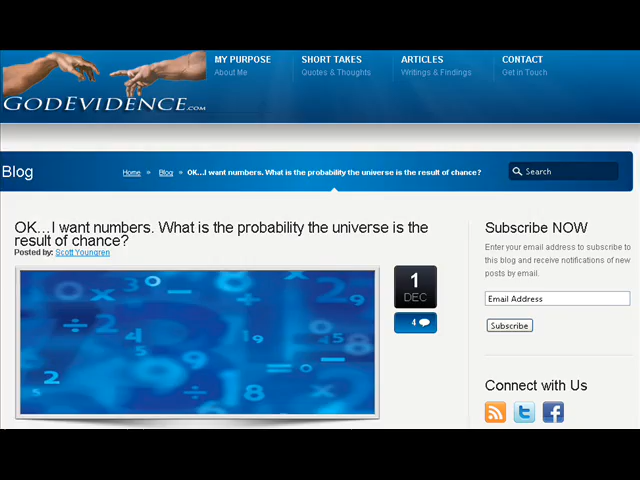 MY PURPOSE
About Me
SHORT TAKES
Quotes & Thoughts
ARTICLES
Writings & Findings
CONTACT
Get in Touch
GODEVIDENCE.COM
Blog
Home » Blog » OK...I want numbers. What is the probability the universe is the result of chance?
Search
OK...I want numbers. What is the probability the universe is the
result of chance?
Posted by: Scott Youngren
1
DEC
4
Subscribe NOW
Enter your email address to subscribe to
this blog and receive notifications of new
posts by email.
Email Address
Subscribe
Connect with Us